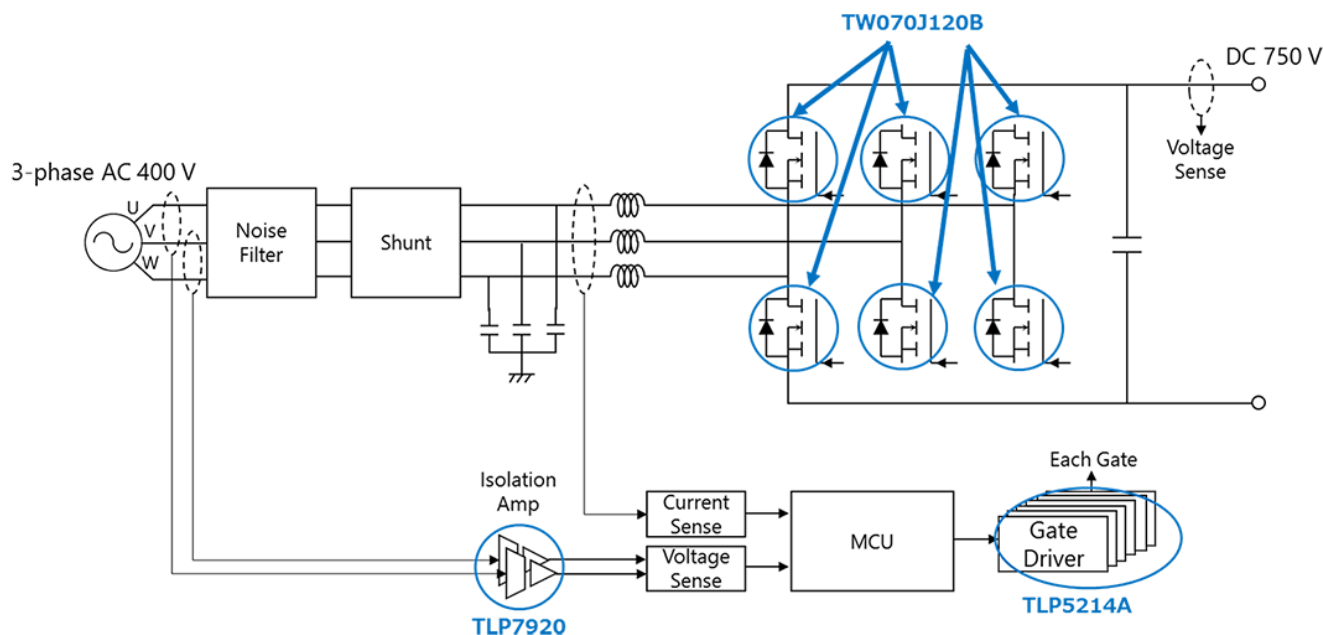 TW070J120B
DC 750 V
Voltage
Sense
3-phase AC 400 V
U
V
W
Noise
Filter
Shunt
Each Gate
Isolation
Amp
Current
Sense
MCU
Gate
Driver
Voltage
Sense
TLP5214A
TLP7920